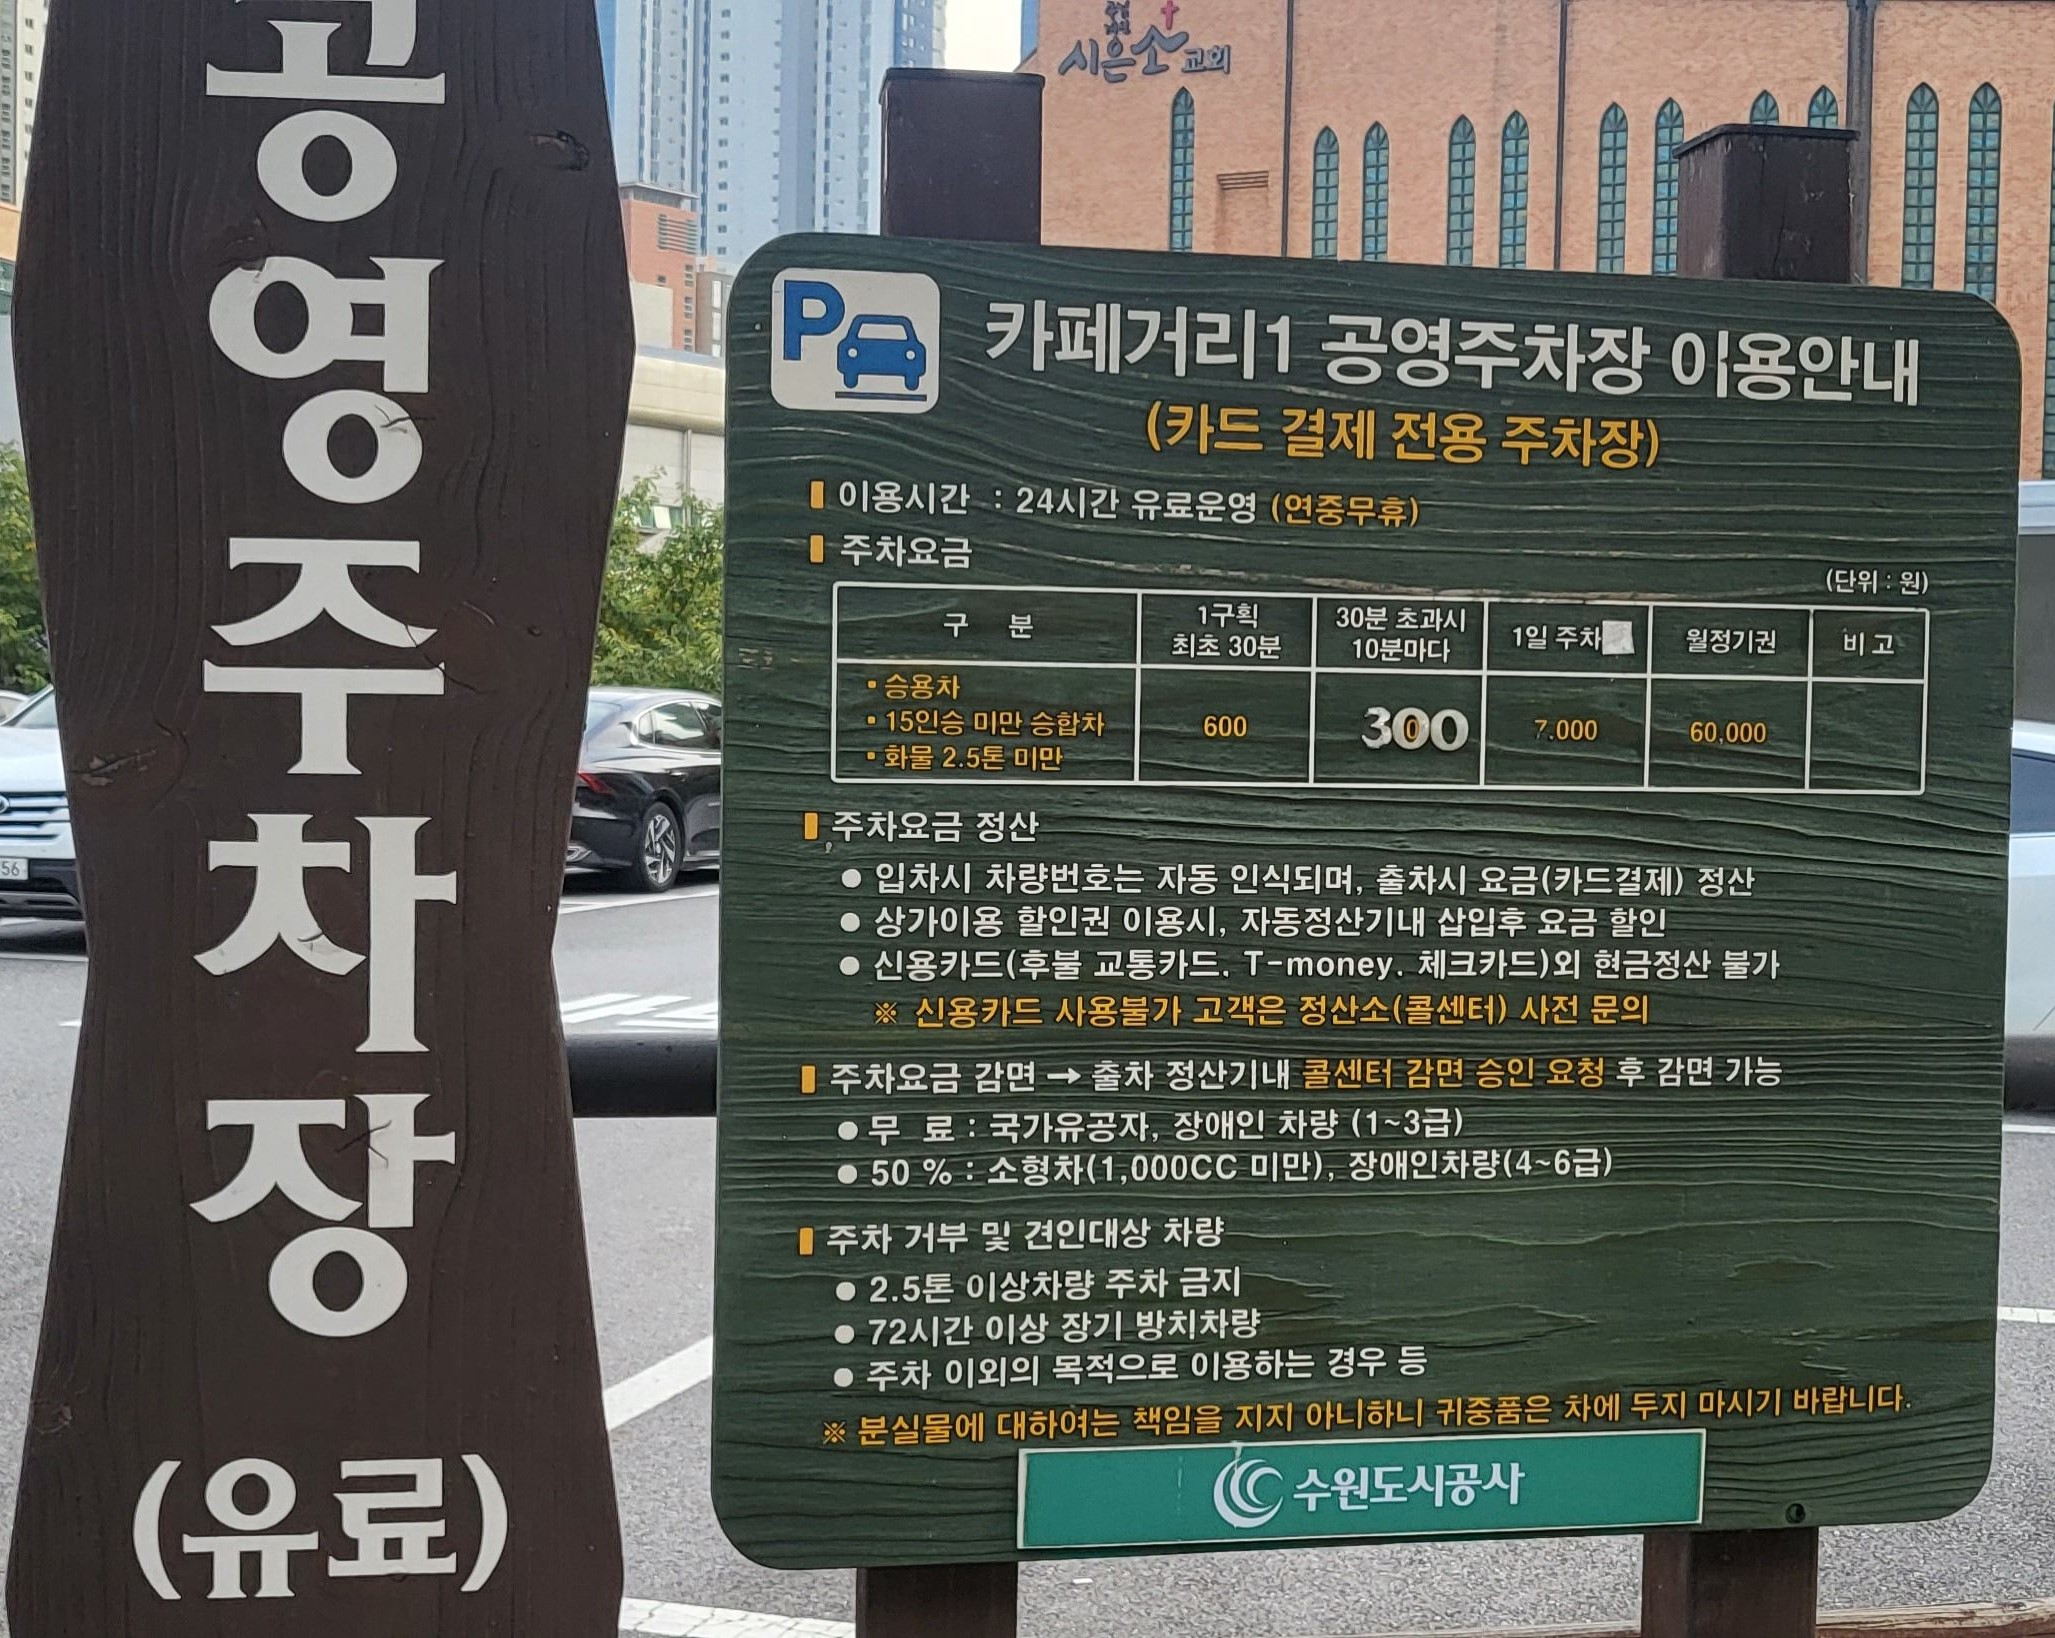 공영주차장
(유료)
시은소 교회
P
카페거리1 공영주차장 이용안내
(카드 결제 전용 주차장)
이용시간 : 24시간 유료운영 (연중무휴)
주차요금
(단위 : 원)
구 분 1구획 최초 30분 30분 초과시 10분마다 1일 주차 월정기권 비 고
• 승용차
• 15인승 미만 승합차 600 300 7.000 60,000
• 화물 2.5톤 미만
주차요금 정산
● 입차시 차량번호는 자동 인식되며, 출차시 요금(카드결제) 정산
● 상가이용 할인권 이용시, 자동정산기내 삽입후 요금 할인
● 신용카드(후불 교통카드. T-money. 체크카드)외 현금정산 불가
※ 신용카드 사용불가 고객은 정산소(콜센터) 사전 문의
주차요금 감면 → 출차 정산기내 콜센터 감면 승인 요청 후 감면 가능
● 무 료 : 국가유공자, 장애인 차량 (1~3급)
● 50 % : 소형차(1,000CC 미만), 장애인차량(4~6급)
주차 거부 및 견인대상 차량
● 2.5톤 이상차량 주차 금지
● 72시간 이상 장기 방치차량
● 주차 이외의 목적으로 이용하는 경우 등
※ 분실물에 대하여는 책임을 지지 아니하니 귀중품은 차에 두지 마시기 바랍니다.
수원도시공사
56